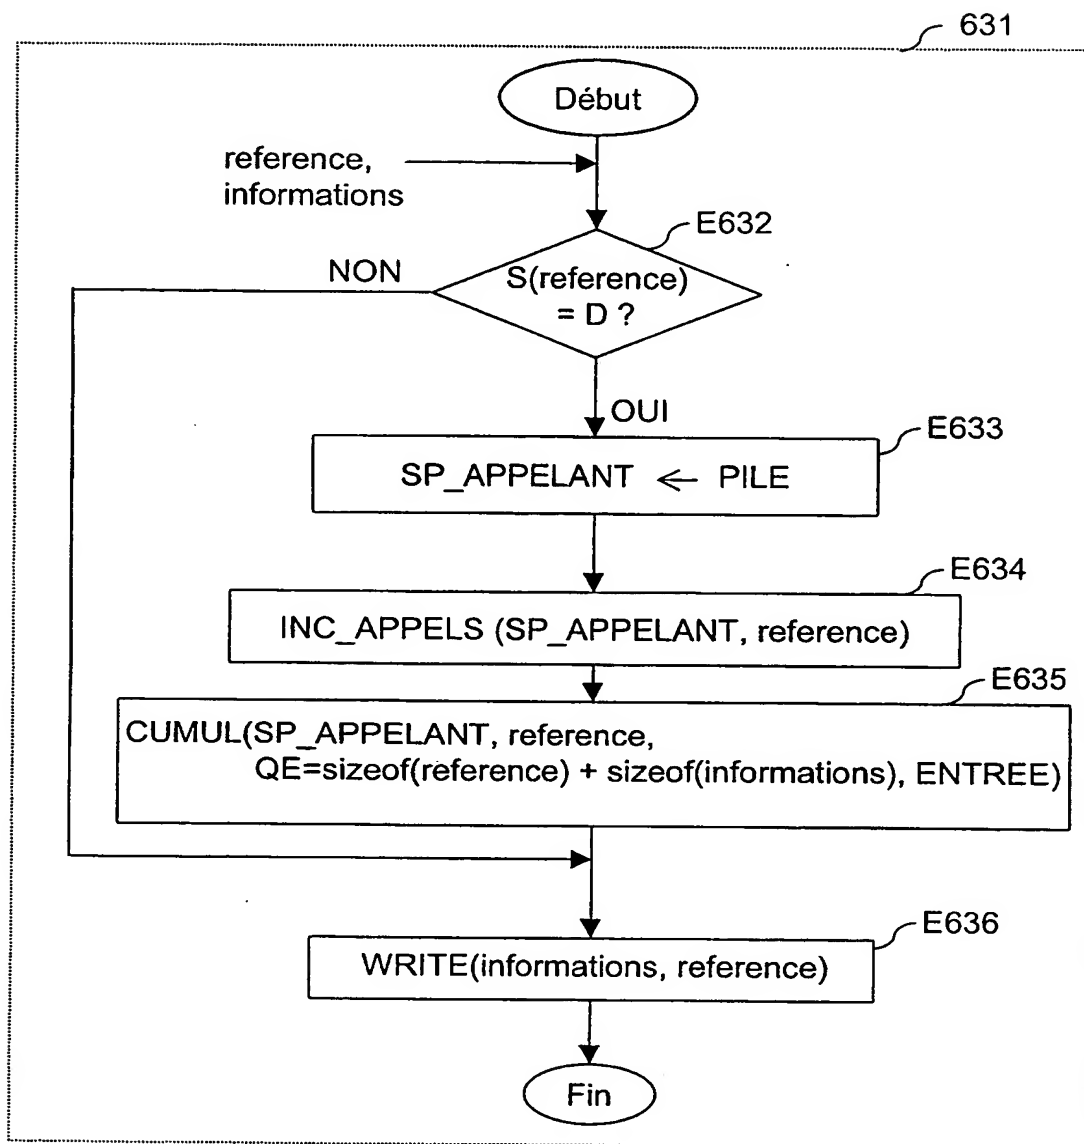 631
Début
reference,
informations
E632
NON
S(reference)
= D ?
OUI
E633
SP_APPELANT ← PILE
E634
INC_APPELS (SP_APPELANT, reference)
E635
CUMUL(SP_APPELANT, reference,
QE=sizeof(reference) + sizeof(informations), ENTREE)
E636
WRITE(informations, reference)
Fin